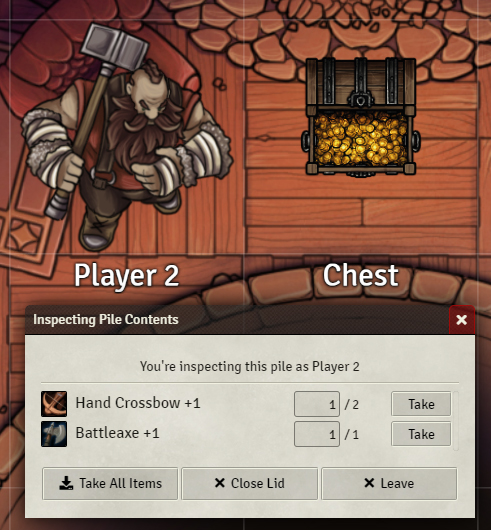 Player 2 Chest
Inspecting Pile Contents
You're inspecting this pile as Player 2
Hand Crossbow +1 1 / 2 Take
Battleaxe +1 1 / 1 Take
Take All Items Close Lid Leave